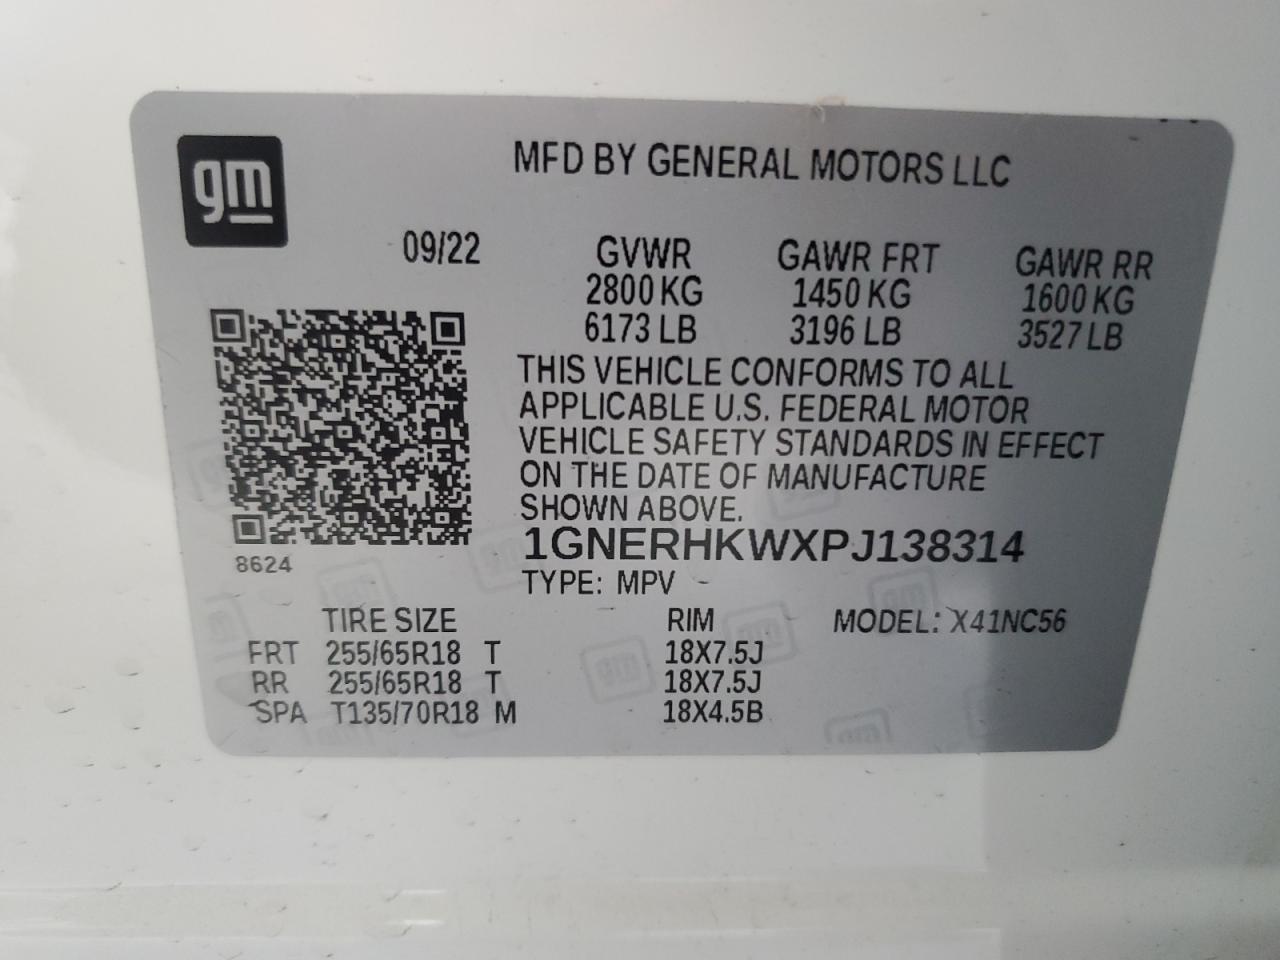 gm
MFD BY GENERAL MOTORS LLC
09/22 GVWR GAWR FRT GAWR RR
2800 KG 1450 KG 1600 KG
6173 LB 3196 LB 3527 LB
THIS VEHICLE CONFORMS TO ALL
APPLICABLE U.S. FEDERAL MOTOR
VEHICLE SAFETY STANDARDS IN EFFECT
ON THE DATE OF MANUFACTURE
SHOWN ABOVE.
1GNERHKWXPJ138314
8624
TYPE: MPV
TIRE SIZE RIM MODEL: X41NC56
FRT 255/65R18 T 18X7.5J
RR 255/65R18 T 18X7.5J
SPA T135/70R18 M 18X4.5B